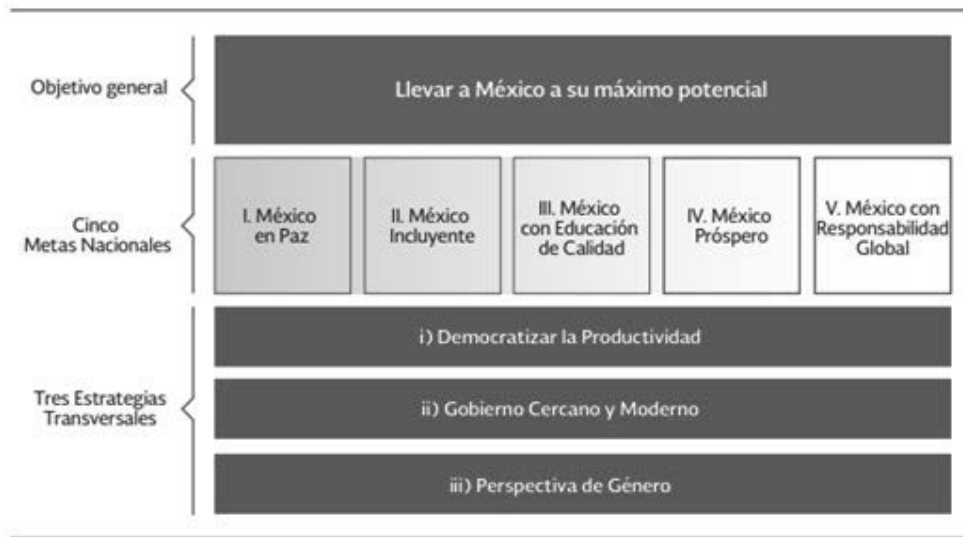 Objetivo general
Llevar a México a su máximo potencial
Cinco
Metas Nacionales
I. México
en Paz
II. México
Incluyente
III. México
con Educación
de Calidad
IV. México
Próspero
V. México con
Responsabilidad
Global
Tres Estrategias
Transversales
i) Democratizar la Productividad
ii) Gobierno Cercano y Moderno
iii) Perspectiva de Género